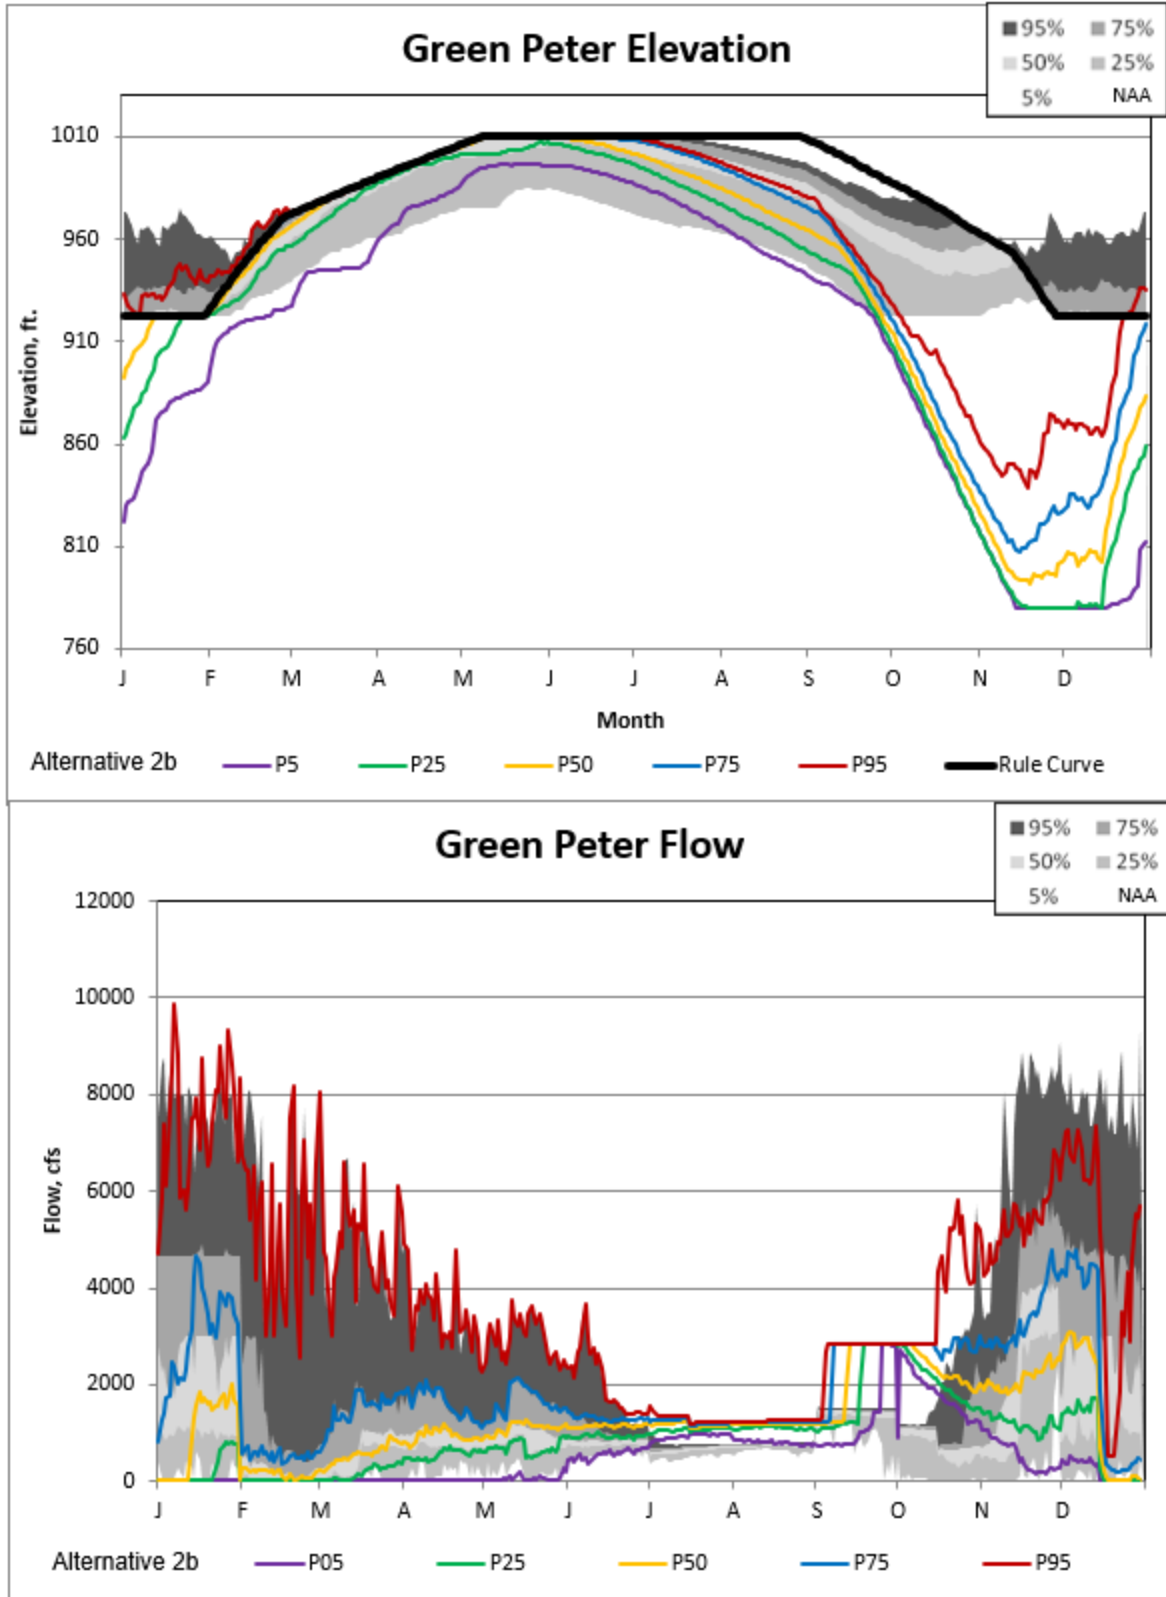 Green Peter Elevation
95% 75%
50% 25%
5% NAA
1010
960
910
860
810
760
Elevation, ft.
J F M A M J J A S O N D
Month
Alternative 2b P5 P25 P50 P75 P95 Rule Curve
Green Peter Flow
95% 75%
50% 25%
5% NAA
12000
10000
8000
6000
4000
2000
0
Flow, cfs
J F M A M J J A S O N D
Alternative 2b P05 P25 P50 P75 P95